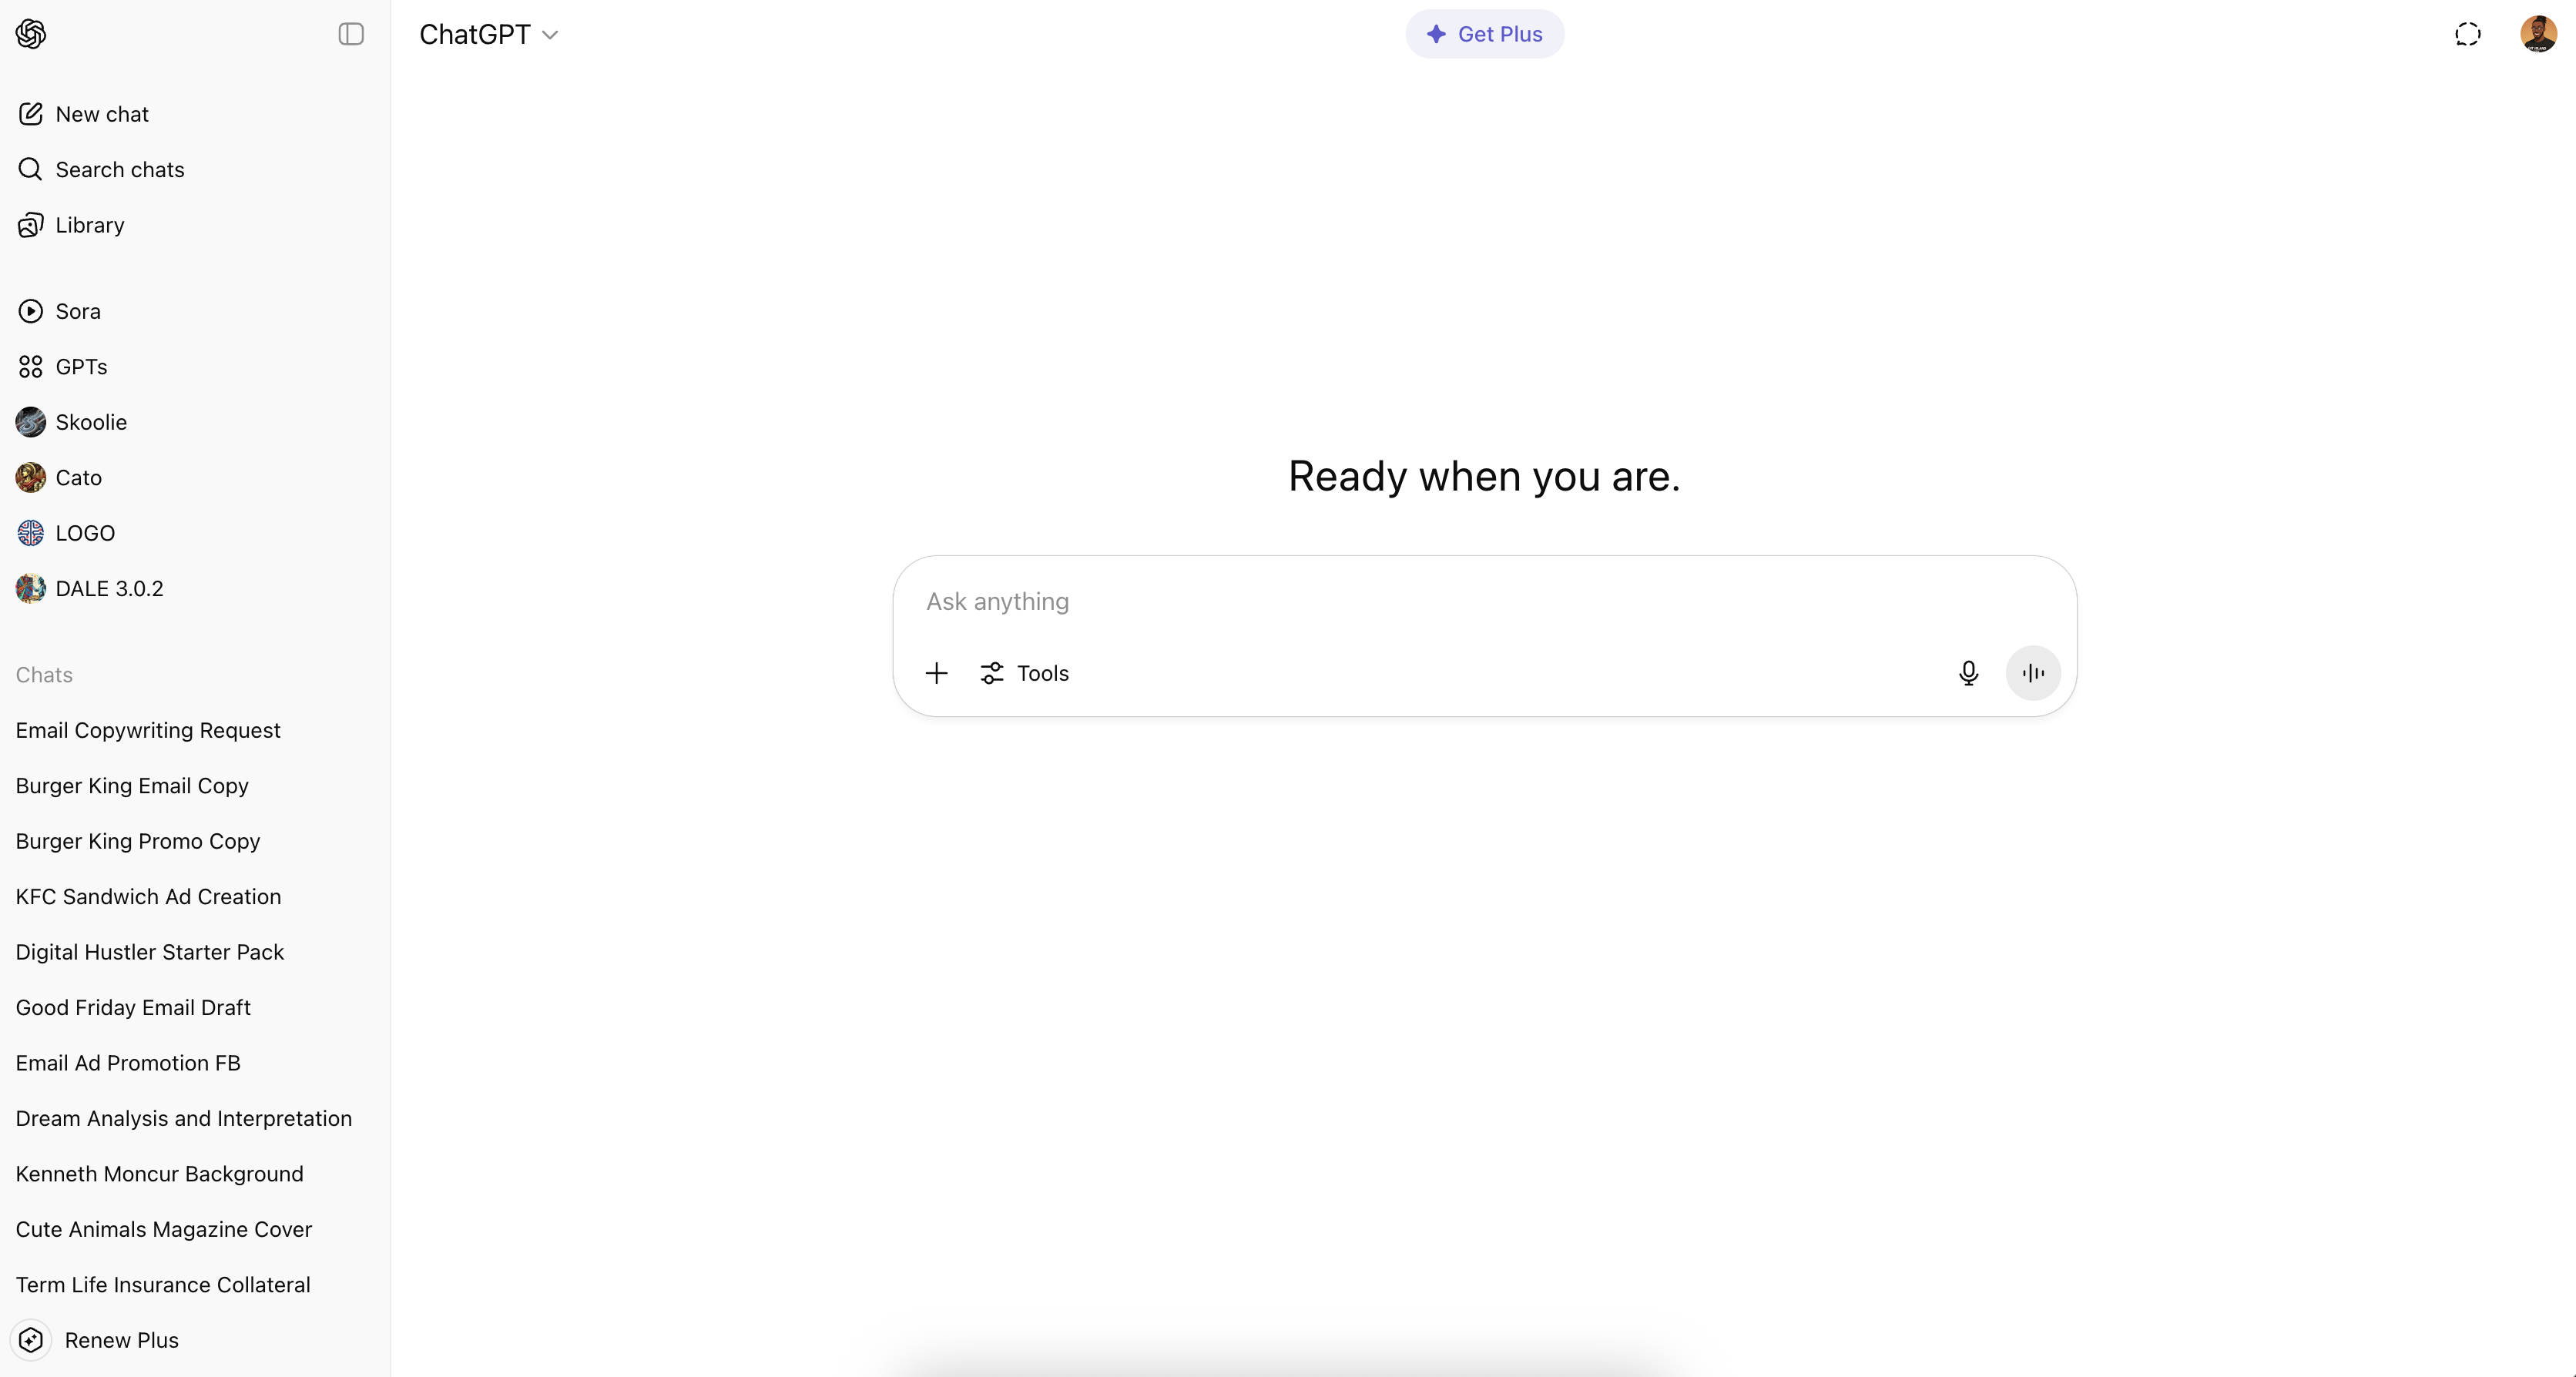 ChatGPT
Get Plus
New chat
Search chats
Library
Sora
GPTs
Skoolie
Cato
LOGO
DALE 3.0.2
Chats
Email Copywriting Request
Burger King Email Copy
Burger King Promo Copy
KFC Sandwich Ad Creation
Digital Hustler Starter Pack
Good Friday Email Draft
Email Ad Promotion FB
Dream Analysis and Interpretation
Kenneth Moncur Background
Cute Animals Magazine Cover
Term Life Insurance Collateral
Renew Plus
Ready when you are.
Ask anything
Tools